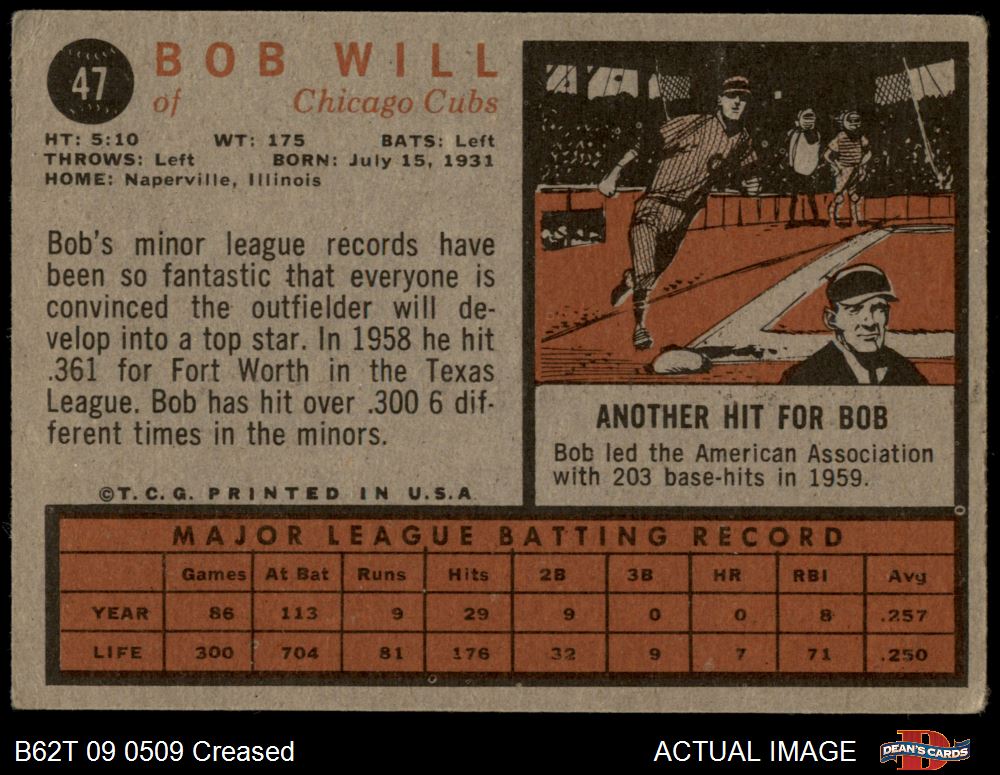 47
BOB WILL
of Chicago Cubs
HT: 5:10 WT: 175 BATS: Left
THROWS: Left BORN: July 15, 1931
HOME: Naperville, Illinois
Bob's minor league records have
been so fantastic that everyone is
convinced the outfielder will de-
velop into a top star. In 1958 he hit
.361 for Fort Worth in the Texas
League. Bob has hit over .300 6 dif-
ferent times in the minors.
©T.C.G. PRINTED IN U.S.A
ANOTHER HIT FOR BOB
Bob led the American Association
with 203 base-hits in 1959.
MAJOR LEAGUE BATTING RECORD
Games At Bat Runs Hits 2B 3B HR RBI Avg
YEAR 86 113 9 29 9 0 0 8 .257
LIFE 300 704 81 176 32 9 7 71 .250
B62T 09 0509 Creased ACTUAL IMAGE DEAN'S CARDS